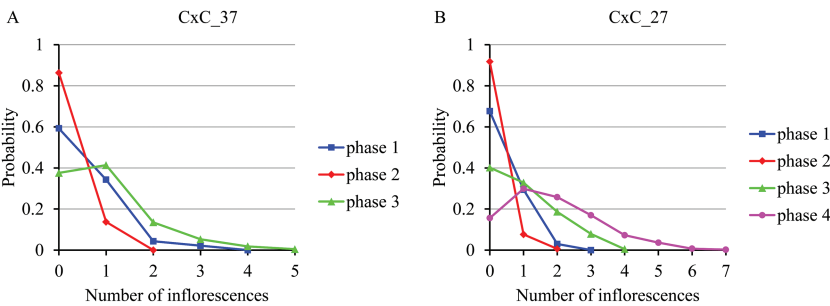 A
CxC_37
Probability
1
0.8
0.6
0.4
0.2
0
0 1 2 3 4 5
Number of inflorescences
phase 1
phase 2
phase 3
B
CxC_27
Probability
1
0.8
0.6
0.4
0.2
0
0 1 2 3 4 5 6 7
Number of inflorescences
phase 1
phase 2
phase 3
phase 4